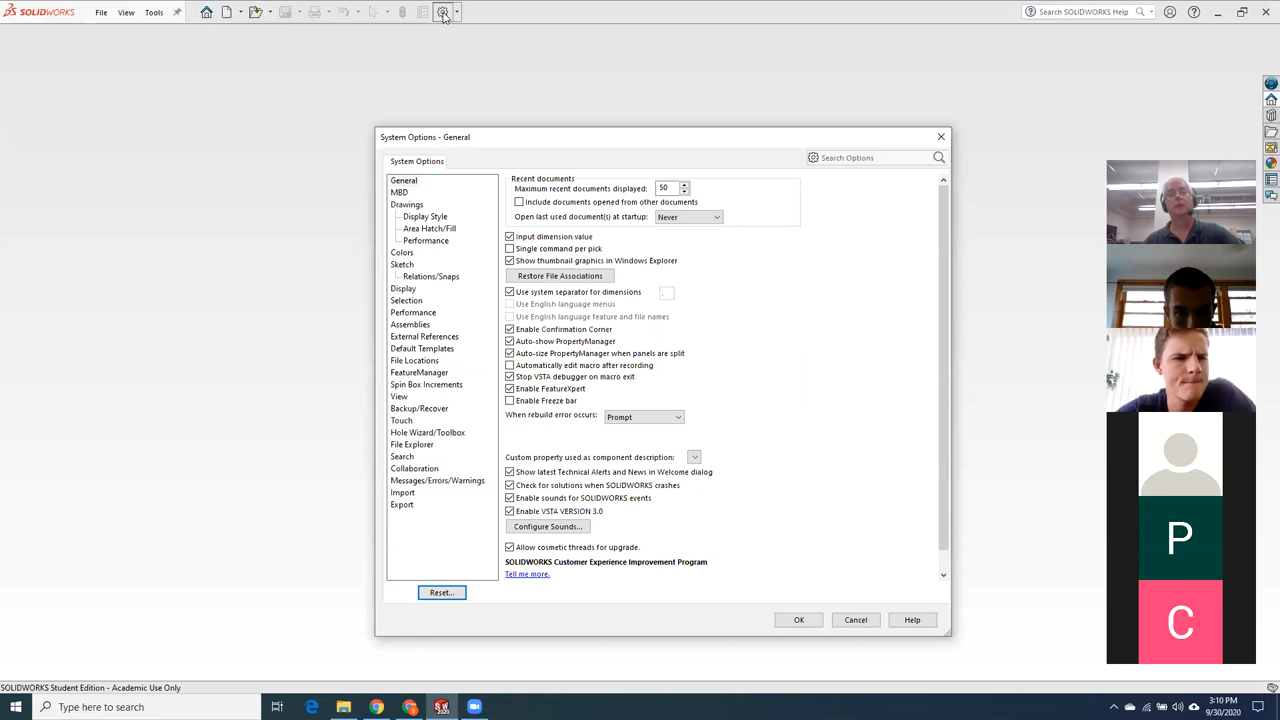 SOLIDWORKS File View Tools Search SOLIDWORKS Help
System Options - General
System Options Search Options
General
MBD
Drawings
Display Style
Area Hatch/Fill
Performance
Colors
Sketch
Relations/Snaps
Display
Selection
Performance
Assemblies
External References
Default Templates
File Locations
FeatureManager
Spin Box Increments
View
Backup/Recover
Touch
Hole Wizard/Toolbox
File Explorer
Search
Collaboration
Messages/Errors/Warnings
Import
Export
Reset...
Recent documents
Maximum recent documents displayed: 50
Include documents opened from other documents
Open last used document(s) at startup: Never
Input dimension value
Single command per pick
Show thumbnail graphics in Windows Explorer
Restore File Associations
Use system separator for dimensions .
Use English language menus
Use English language feature and file names
Enable Confirmation Corner
Auto-show PropertyManager
Auto-size PropertyManager when panels are split
Automatically edit macro after recording
Stop VSTA debugger on macro exit
Enable FeatureXpert
Enable Freeze bar
When rebuild error occurs: Prompt
Custom property used as component description:
Show latest Technical Alerts and News in Welcome dialog
Check for solutions when SOLIDWORKS crashes
Enable sounds for SOLIDWORKS events
Enable VSTA VERSION 3.0
Configure Sounds...
Allow cosmetic threads for upgrade.
SOLIDWORKS Customer Experience Improvement Program
Tell me more.
OK Cancel Help
P
C
SOLIDWORKS Student Edition - Academic Use Only
Type here to search
SW
2020
3:10 PM
9/30/2020